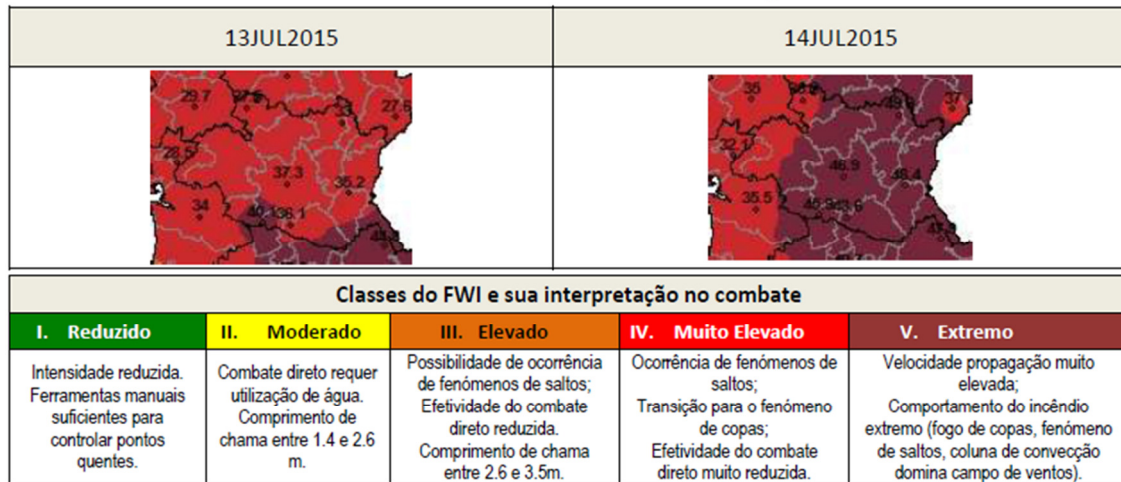 13JUL2015
14JUL2015
29.7
33
28.5
37.3
35.2
34
36.1
35
37
32.1
46.9
35.5
Classes do FWI e sua interpretação no combate
I. Reduzido
II. Moderado
III. Elevado
IV. Muito Elevado
V. Extremo
Intensidade reduzida.
Ferramentas manuais
suficientes para
controlar pontos
quentes.
Combate direto requer
utilização de água.
Comprimento de
chama entre 1.4 e 2.6
m.
Possibilidade de ocorrência
de fenómenos de saltos;
Efetividade do combate
direto reduzida.
Comprimento de chama
entre 2.6 e 3.5m.
Ocorrência de fenómenos de
saltos;
Transição para o fenómeno
de copas;
Efetividade do combate
direto muito reduzida.
Velocidade propagação muito
elevada;
Comportamento do incêndio
extremo (fogo de copas, fenómeno
de saltos, coluna de convecção
domina campo de ventos).